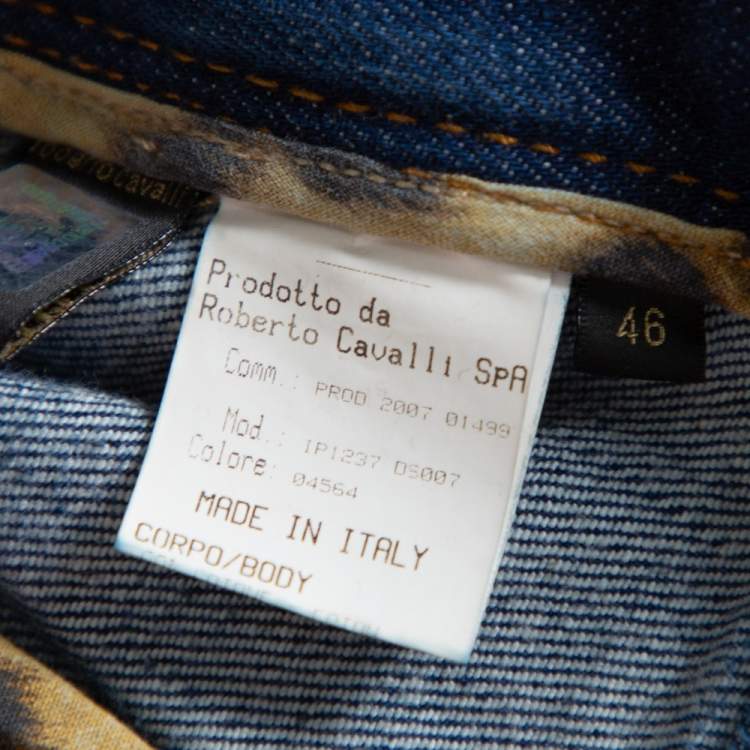 Prodotto da
Roberto Cavalli SpA
Comm.: PROD 2007 01499
Mod.: IP1237 DS007
Colore: 04564
MADE IN ITALY
CORPO/BODY
46